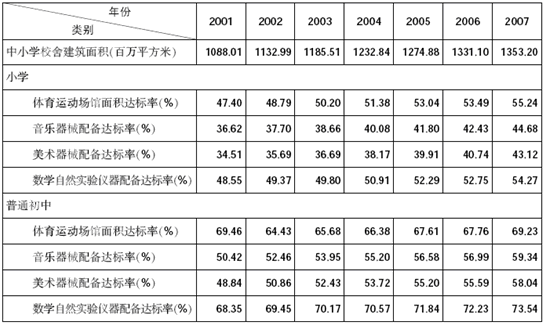 年份
类别 2001 2002 2003 2004 2005 2006 2007
中小学校舍建筑面积(百万平方米) 1088.01 1132.99 1185.51 1232.84 1274.88 1331.10 1353.20
小学
体育运动场馆面积达标率(%) 47.40 48.79 50.20 51.38 53.04 53.49 55.24
音乐器械配备达标率(%) 36.62 37.70 38.66 40.08 41.80 42.43 44.68
美术器械配备达标率(%) 34.51 35.69 36.69 38.17 39.91 40.74 43.12
数学自然实验仪器配备达标率(%) 48.55 49.37 49.80 50.91 52.29 52.75 54.27
普通初中
体育运动场馆面积达标率(%) 69.46 64.43 65.68 66.38 67.61 67.76 69.23
音乐器械配备达标率(%) 50.42 52.46 53.95 55.20 56.58 56.99 59.34
美术器械配备达标率(%) 48.84 50.86 52.43 53.72 55.20 55.59 58.04
数学自然实验仪器配备达标率(%) 68.35 69.45 70.17 70.57 71.84 72.23 73.54